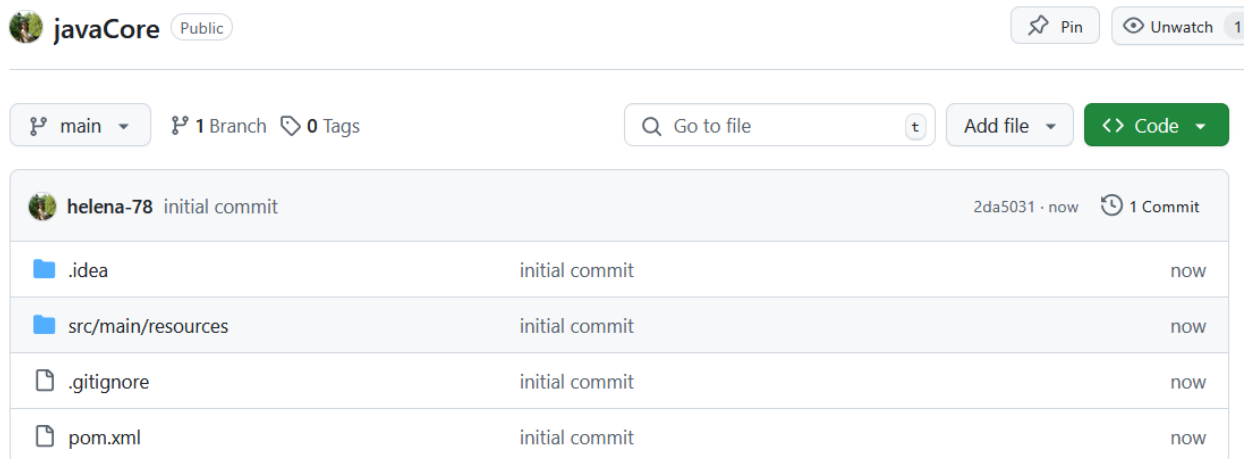 javaCore Public Pin Unwatch 1
main 1 Branch 0 Tags Go to file t Add file Code
helena-78 initial commit 2da5031 · now 1 Commit
.idea initial commit now
src/main/resources initial commit now
.gitignore initial commit now
pom.xml initial commit now